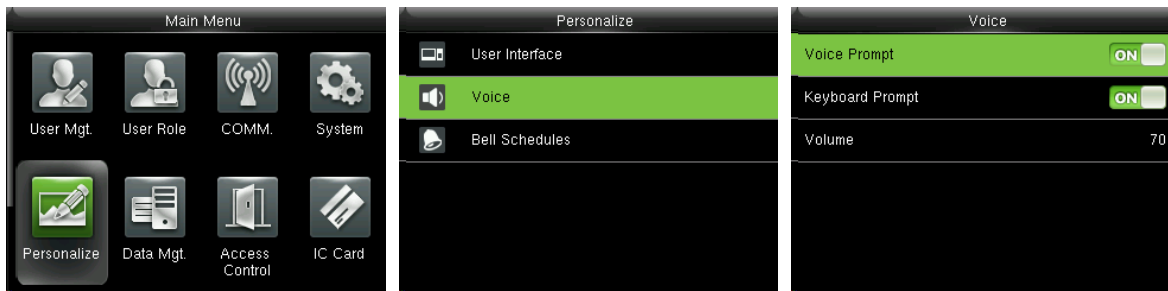 Main Menu
User Mgt.
User Role
COMM.
System
Personalize
Data Mgt.
Access
Control
IC Card
Personalize
User Interface
Voice
Bell Schedules
Voice
Voice Prompt ON
Keyboard Prompt ON
Volume 70